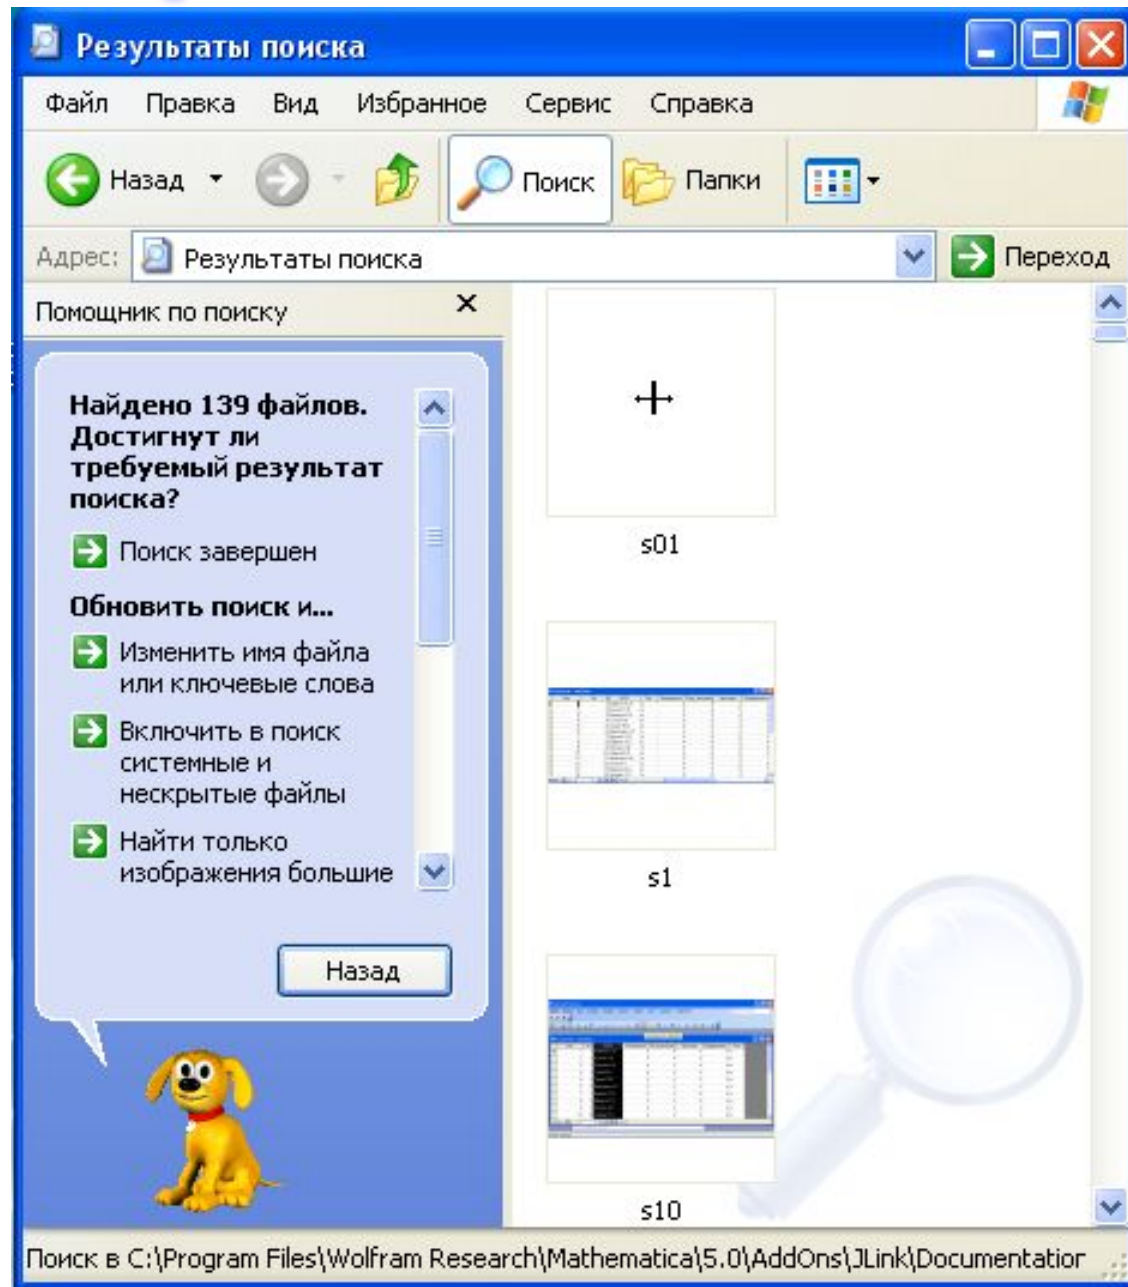 Результаты поиска
Файл Правка Вид Избранное Сервис Справка
Назад Поиск Папки
Адрес: Результаты поиска Переход
Помощник по поиску
Найдено 139 файлов.
Достигнут ли
требуемый результат
поиска?
Поиск завершен
Обновить поиск и...
Изменить имя файла
или ключевые слова
Включить в поиск
системные и
нескрытые файлы
Найти только
изображения большие
Назад
s01
s1
s10
Поиск в C:\Program Files\Wolfram Research\Mathematica\5.0\AddOns\JLink\Documentation